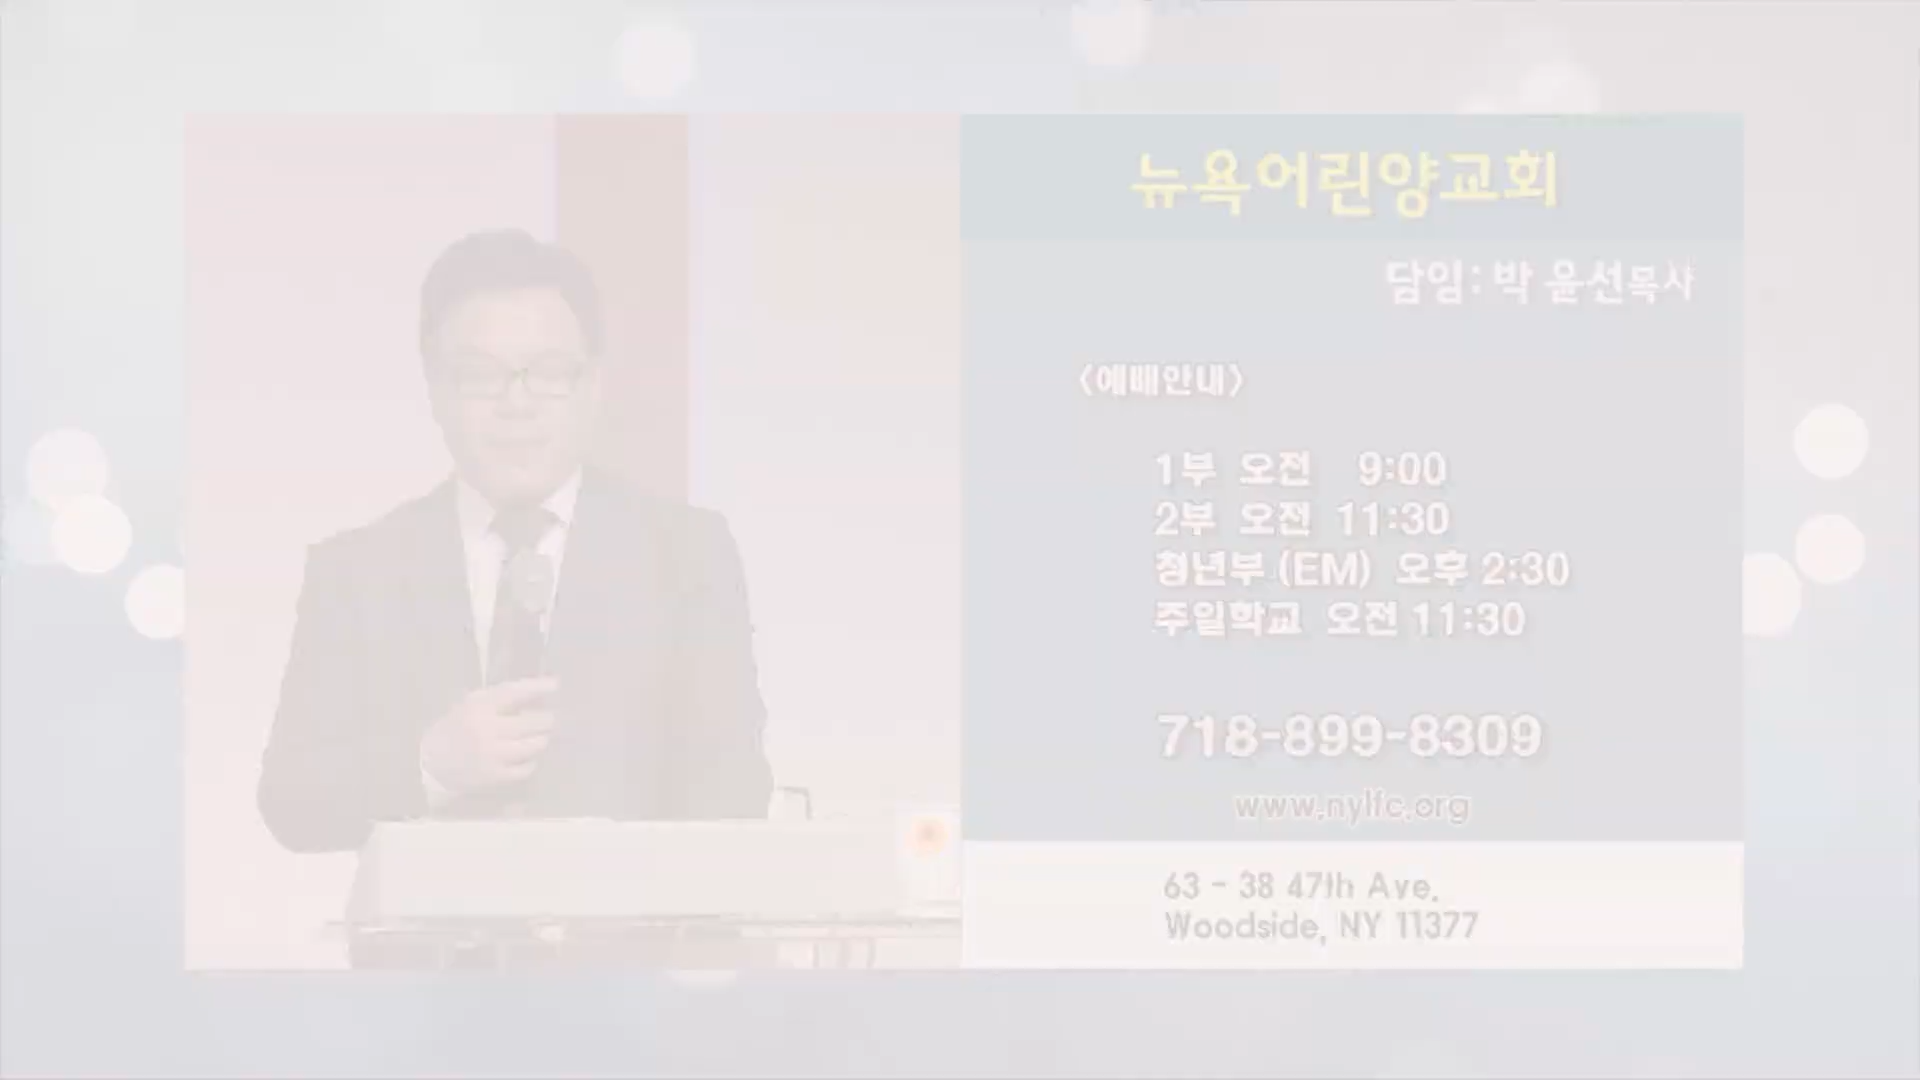 뉴욕어린양교회
담임: 박 윤선목사
<예배안내>
1부 오전 9:00
2부 오전 11:30
청년부 (EM) 오후 2:30
주일학교 오전 11:30
718-899-8309
www.nylfc.org
63 - 38 47th Ave.
Woodside, NY 11377